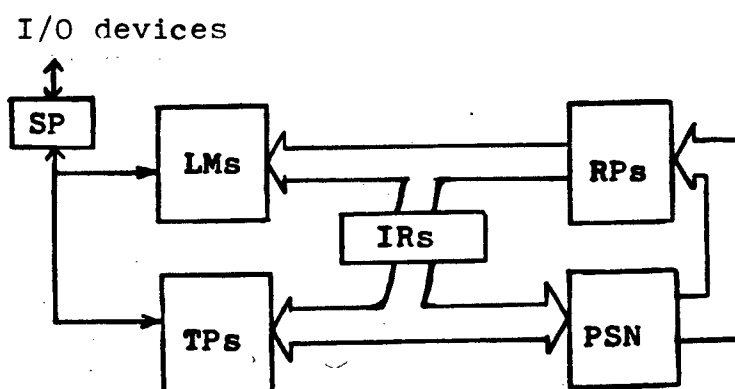 I/O devices
SP
LMs
RPs
IRs
TPs
PSN